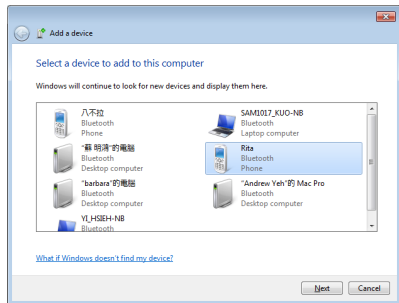 Add a device
Select a device to add to this computer
Windows will continue to look for new devices and display them here.
八不拉
Bluetooth
Phone
SAM1017_KUO-NB
Bluetooth
Laptop computer
"蘇 明清"的電腦
Bluetooth
Desktop computer
Rita
Bluetooth
Phone
"barbara"的電腦
Bluetooth
Desktop computer
"Andrew Yeh"的 Mac Pro
Bluetooth
Desktop computer
YI_HSIEH-NB
Bluetooth
What if Windows doesn't find my device?
Next
Cancel